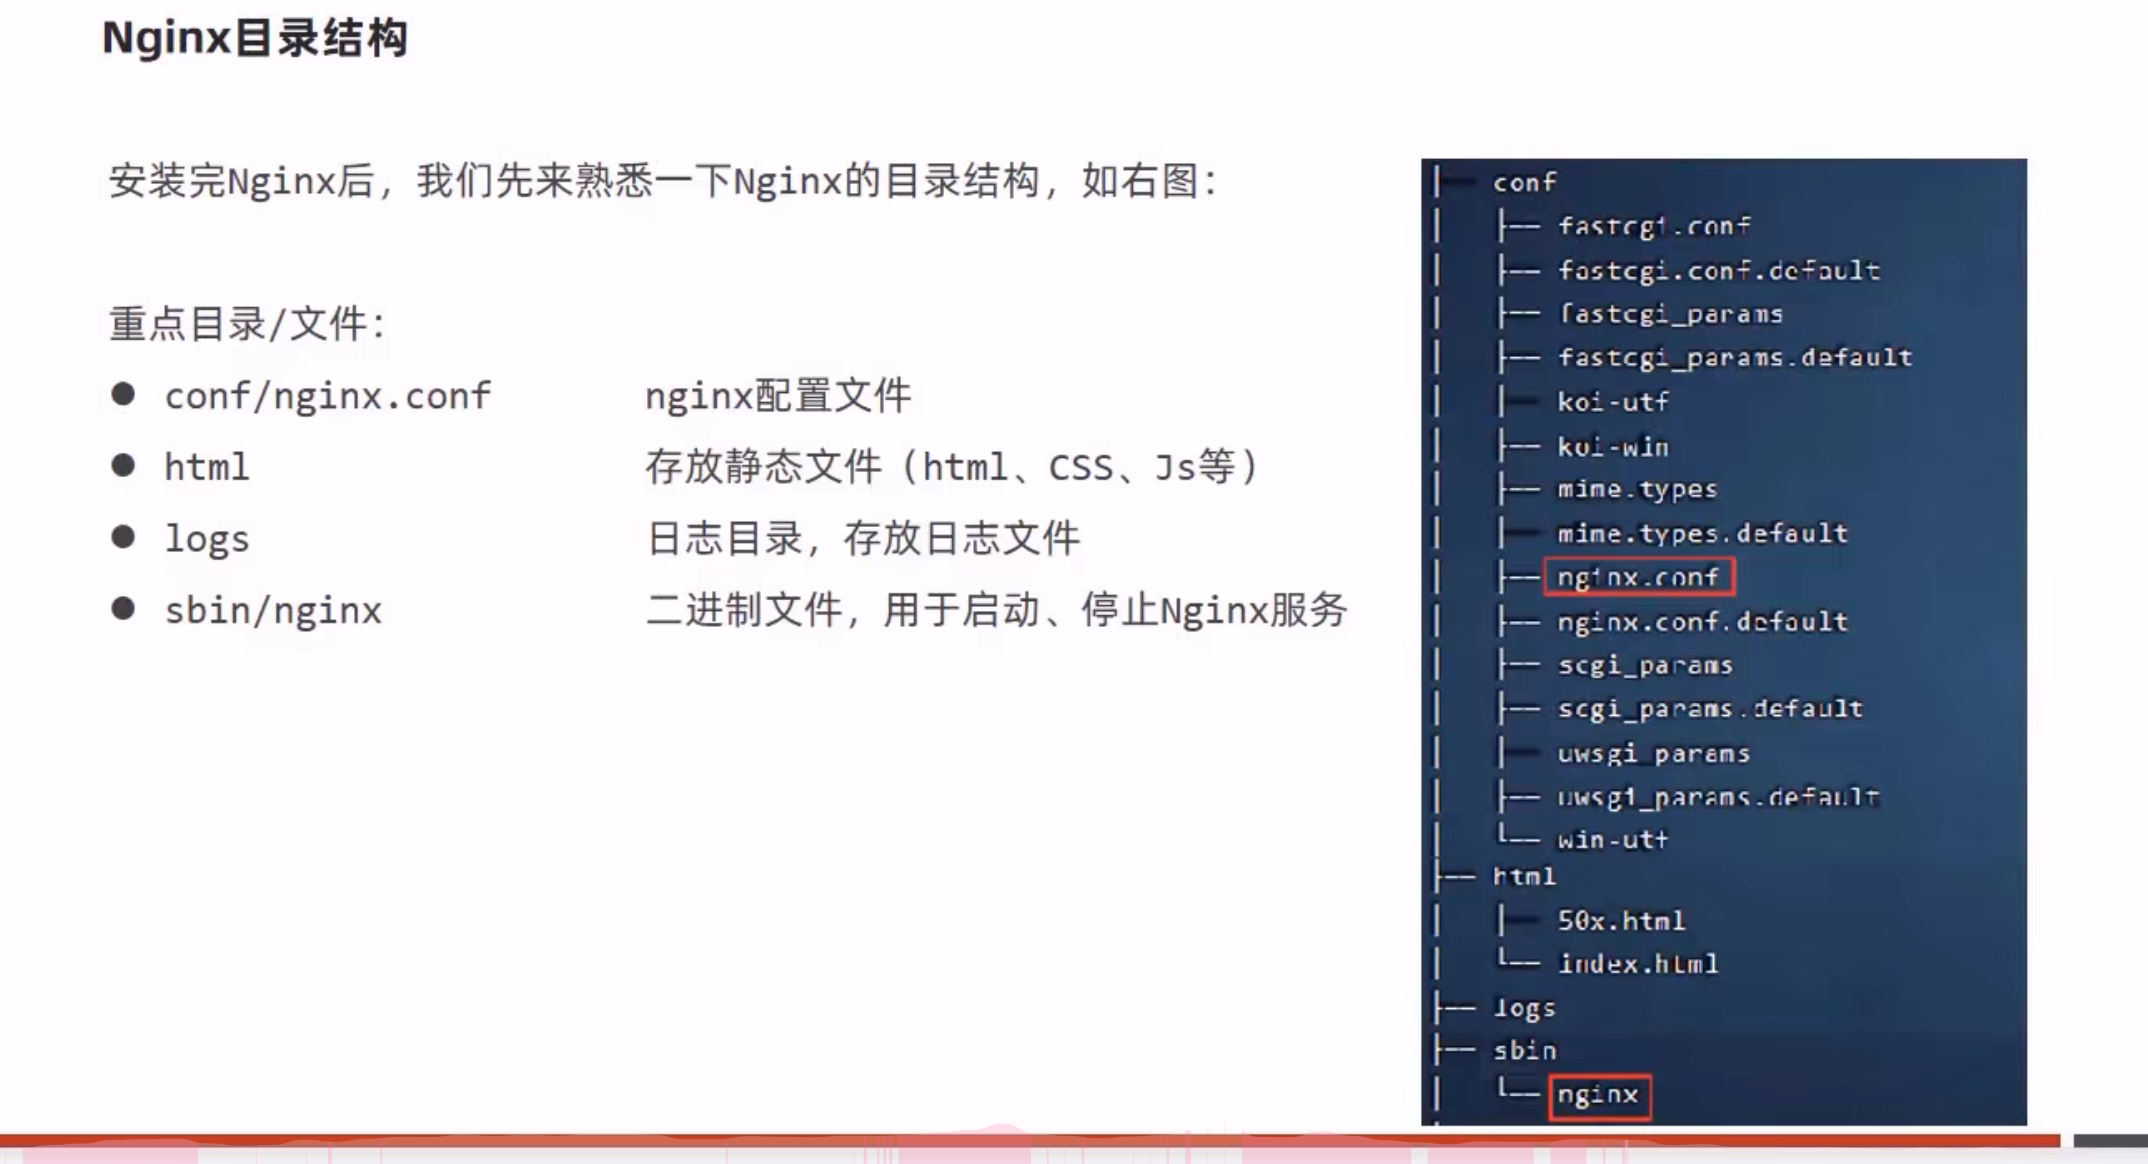 Nginx目录结构
安装完Nginx后，我们先来熟悉一下Nginx的目录结构，如右图：
重点目录/文件：
● conf/nginx.conf nginx配置文件
● html 存放静态文件（html、CSS、Js等）
● logs 日志目录，存放日志文件
● sbin/nginx 二进制文件，用于启动、停止Nginx服务
├── conf
│   ├── fastcgi.conf
│   ├── fastcgi.conf.default
│   ├── fastcgi_params
│   ├── fastcgi_params.default
│   ├── koi-utf
│   ├── koi-win
│   ├── mime.types
│   ├── mime.types.default
│   ├── nginx.conf
│   ├── nginx.conf.default
│   ├── scgi_params
│   ├── scgi_params.default
│   ├── uwsgi_params
│   ├── uwsgi_params.default
│   └── win-utf
├── html
│   ├── 50x.html
│   └── index.html
├── logs
├── sbin
│   └── nginx